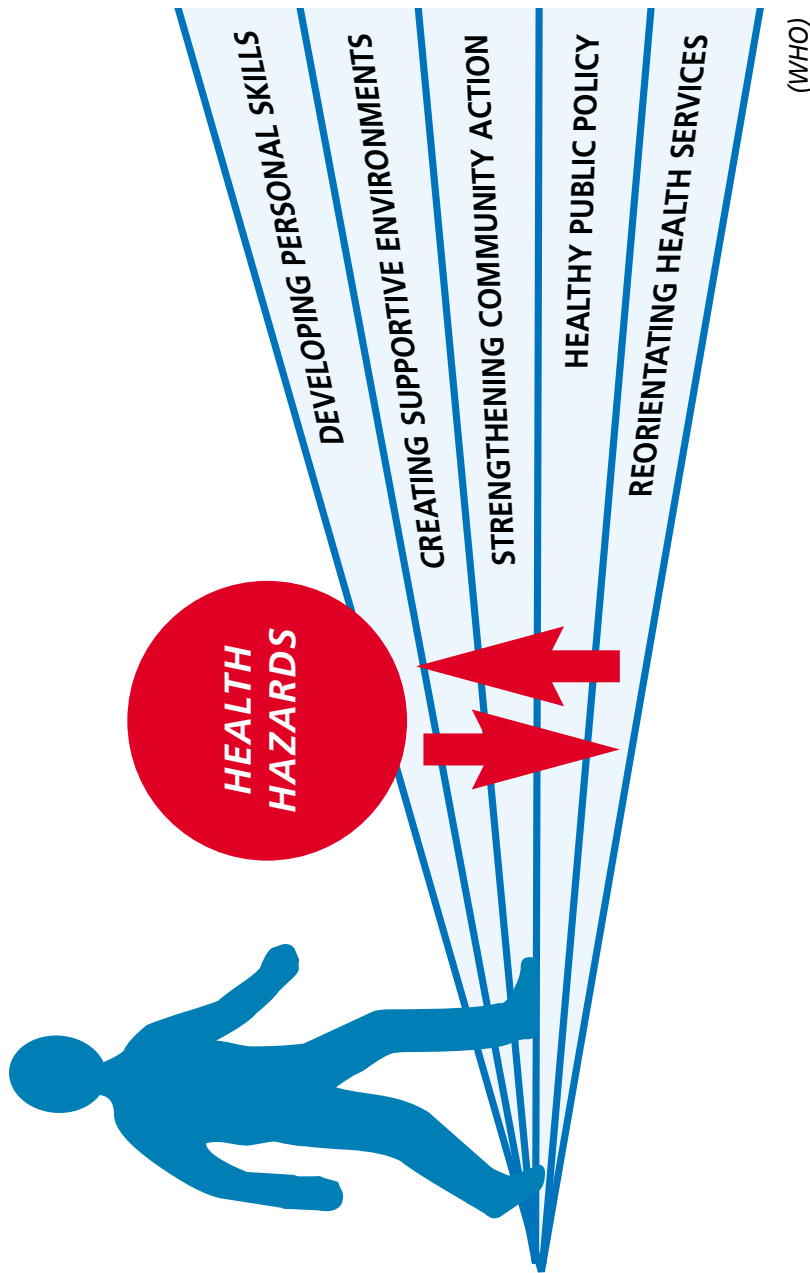 HEALTH
HAZARDS
DEVELOPING PERSONAL SKILLS
CREATING SUPPORTIVE ENVIRONMENTS
STRENGTHENING COMMUNITY ACTION
HEALTHY PUBLIC POLICY
REORIENTATING HEALTH SERVICES
(WHO)